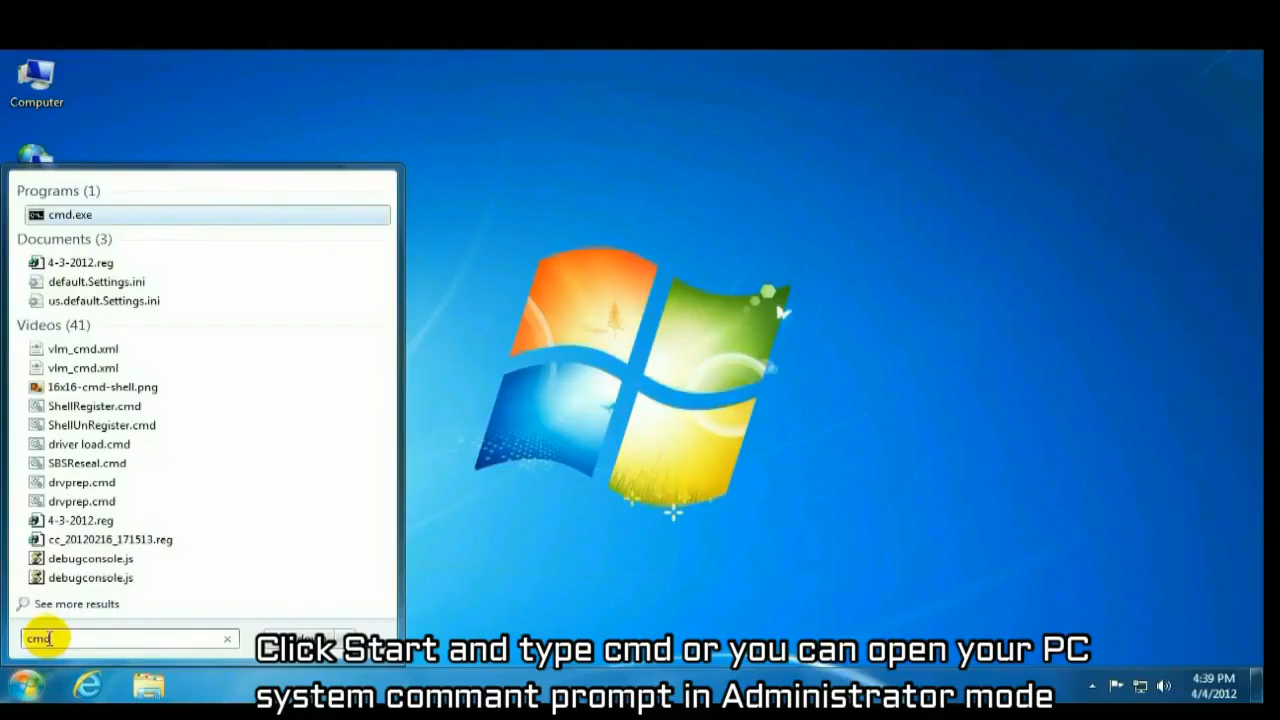 Computer
Programs (1)
cmd.exe
Documents (3)
4-3-2012.reg
default.Settings.ini
us.default.Settings.ini
Videos (41)
vlm_cmd.xml
vlm_cmd.xml
16x16-cmd-shell.png
ShellRegister.cmd
ShellUnRegister.cmd
driver load.cmd
SBSReseal.cmd
drvprep.cmd
drvprep.cmd
4-3-2012.reg
cc_20120216_171513.reg
debugconsole.js
debugconsole.js
See more results
cmd
Click Start and type cmd or you can open your PC
system commant prompt in Administrator mode
4:39 PM
4/4/2012